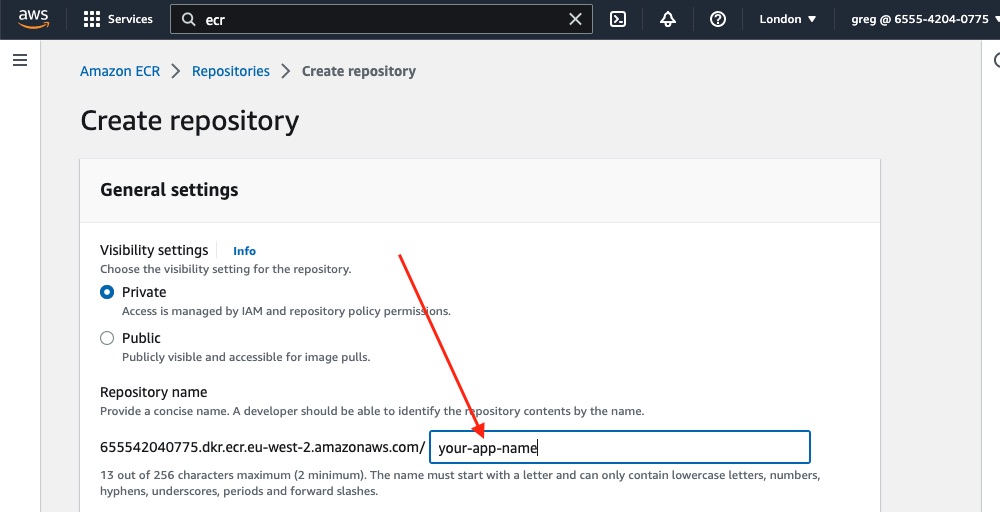 aws Services ecr London greg @ 6555-4204-0775
Amazon ECR Repositories Create repository
Create repository
General settings
Visibility settings Info
Choose the visibility setting for the repository.
Private
Access is managed by IAM and repository policy permissions.
Public
Publicly visible and accessible for image pulls.
Repository name
Provide a concise name. A developer should be able to identify the repository contents by the name.
655542040775.dkr.ecr.eu-west-2.amazonaws.com/ your-app-name
13 out of 256 characters maximum (2 minimum). The name must start with a letter and can only contain lowercase letters, numbers,
hyphens, underscores, periods and forward slashes.